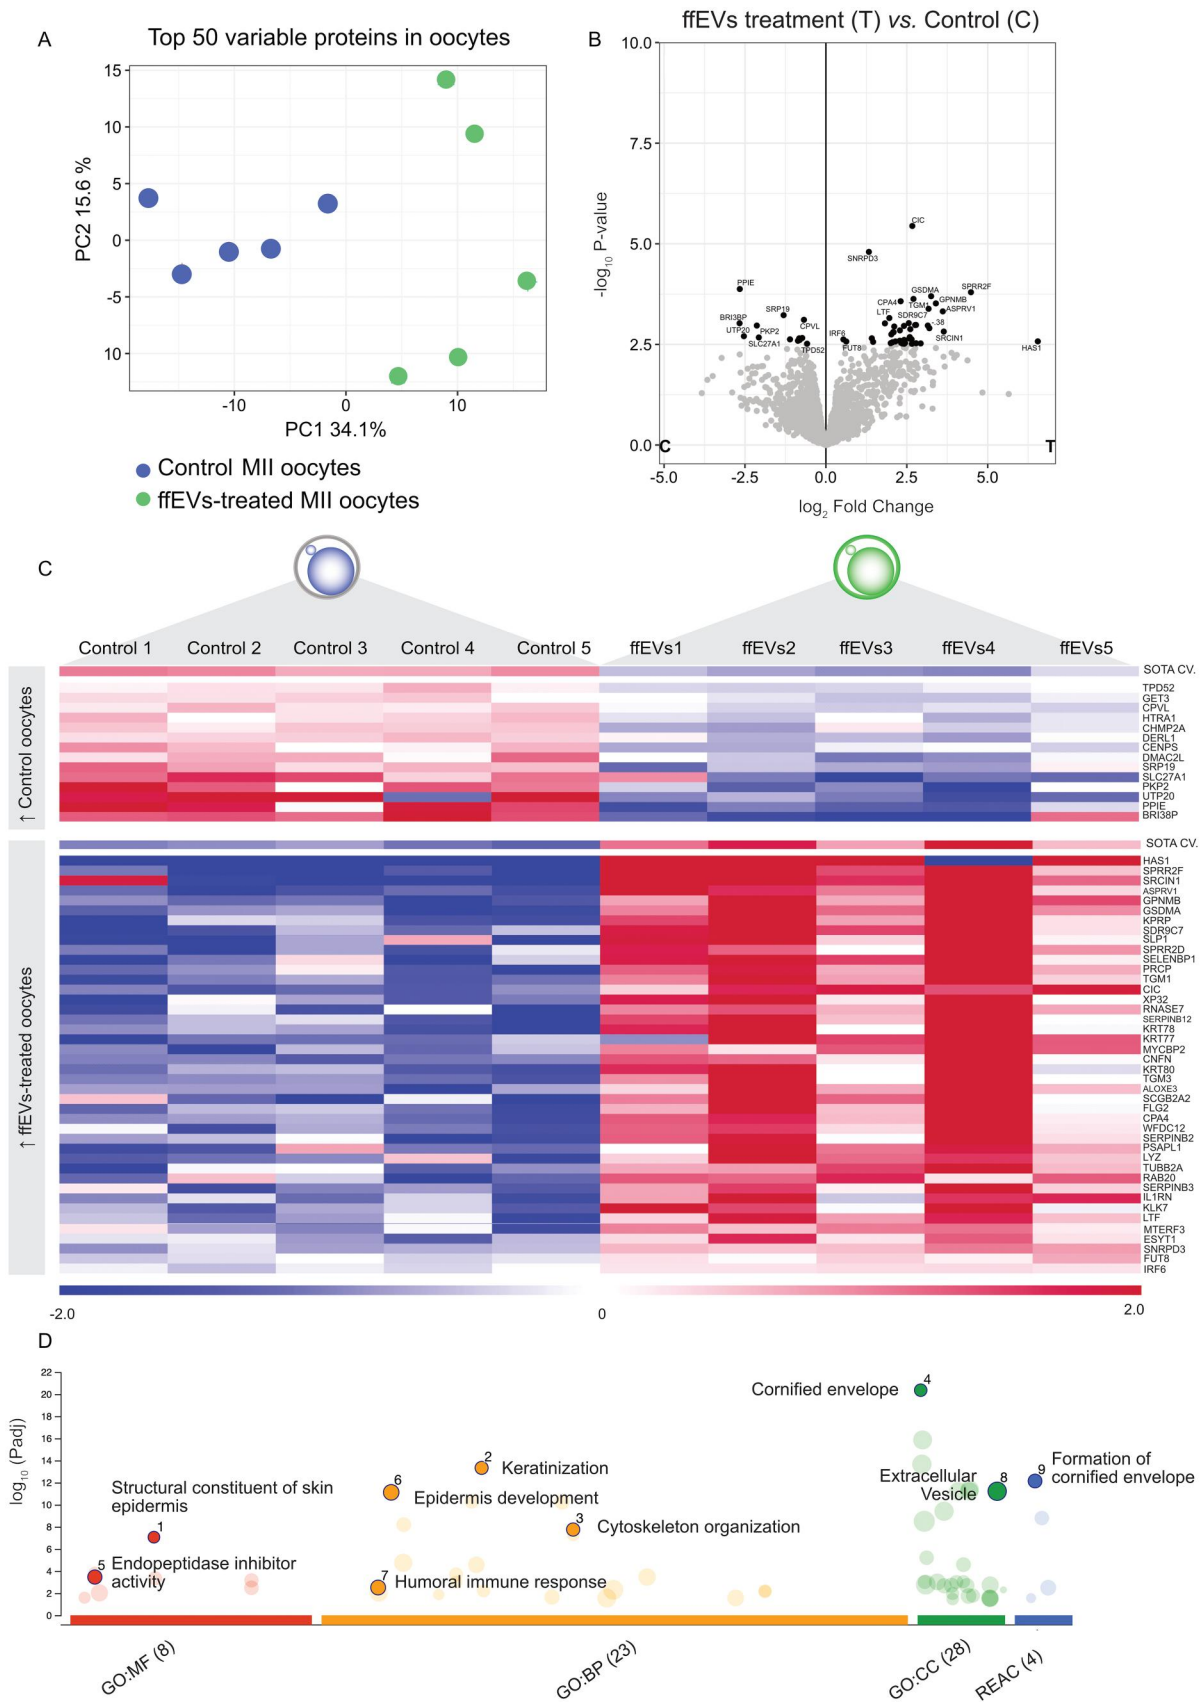 A
Top 50 variable proteins in oocytes
15
10
5
0
-5
10
PC2 15.6 %
-10
0
10
PC1 34.1%
Control MII oocytes
ffEVs-treated MII oocytes
B
ffEVs treatment (T) vs. Control (C)
10.0
7.5
5.0
2.5
0.0
-log10 P-value
CIC
SNRPD3
PPIE
SPRR2F
GSDMA
GPNMB
CPA4
TGM1
ASPRV1
SRP19
LTF
BRI3BP
SDR9C7
-.38
UTP20
PKP2
CPVL
IRF6
SRCIN1
SLC27A1
TPD52
FUT8
HAS1
C
T
-5.0
-2.5
0.0
2.5
5.0
log2 Fold Change
C
Control 1
Control 2
Control 3
Control 4
Control 5
ffEVs1
ffEVs2
ffEVs3
ffEVs4
ffEVs5
↑ Control oocytes
SOTA CV.
TPD52
GET3
CPVL
HTRA1
CHMP2A
DERL1
CENPS
DMAC2L
SRP19
SLC27A1
PKP2
UTP20
PPIE
BRI38P
↑ ffEVs-treated oocytes
SOTA CV.
HAS1
SPRR2F
SRCIN1
ASPRV1
GPNMB
GSDMA
KPRP
SDR9C7
SLP1
SPRR2D
SELENBP1
PRCP
TGM1
CIC
XP32
RNASE7
SERPINB12
KRT78
KRT77
MYCBP2
CNFN
KRT80
TGM3
ALOXE3
SCGB2A2
FLG2
CPA4
WFDC12
SERPINB2
PSAPL1
LYZ
TUBB2A
RAB20
SERPINB3
IL1RN
KLK7
LTF
MTERF3
ESYT1
SNRPD3
FUT8
IRF6
-2.0
0
2.0
D
22
20
18
16
14
12
10
8
6
4
2
0
log10 (Padj)
4
Cornified envelope
2
Keratinization
9
Formation of
cornified envelope
6
Epidermis development
8
Extracellular
Vesicle
Structural constituent of skin
epidermis
1
3
Cytoskeleton organization
5
Endopeptidase inhibitor
activity
7
Humoral immune response
GO:MF (8)
GO:BP (23)
GO:CC (28)
REAC (4)